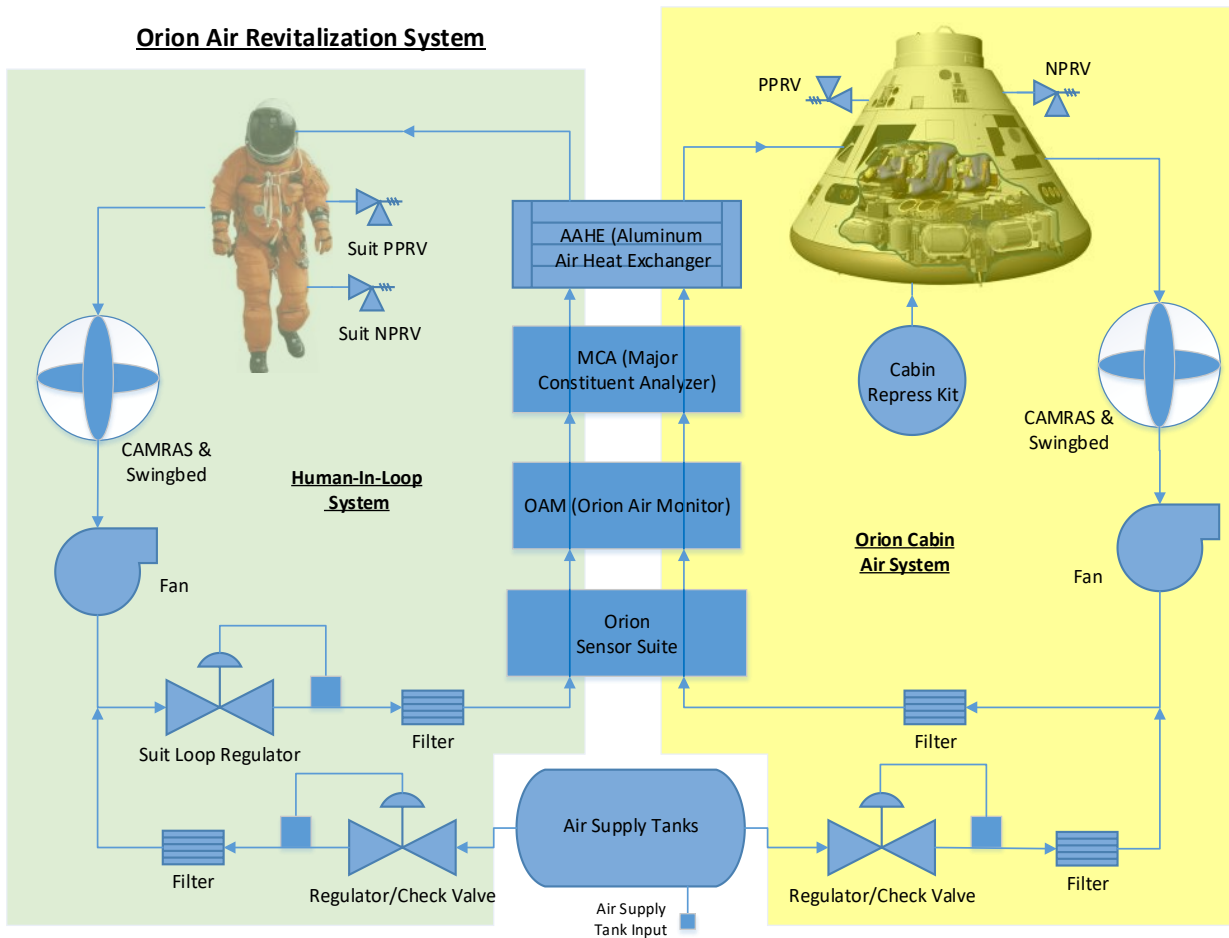 Orion Air Revitalization System
PPRV
NPRV
Suit PPRV
Suit NPRV
AAHE (Aluminum
Air Heat Exchanger
MCA (Major
Constituent Analyzer)
Cabin
Repress Kit
CAMRAS &
Swingbed
CAMRAS &
Swingbed
Human-In-Loop
System
OAM (Orion Air Monitor)
Orion Cabin
Air System
Fan
Fan
Orion
Sensor Suite
Suit Loop Regulator
Filter
Filter
Air Supply Tanks
Filter
Regulator/Check Valve
Regulator/Check Valve
Filter
Air Supply
Tank Input